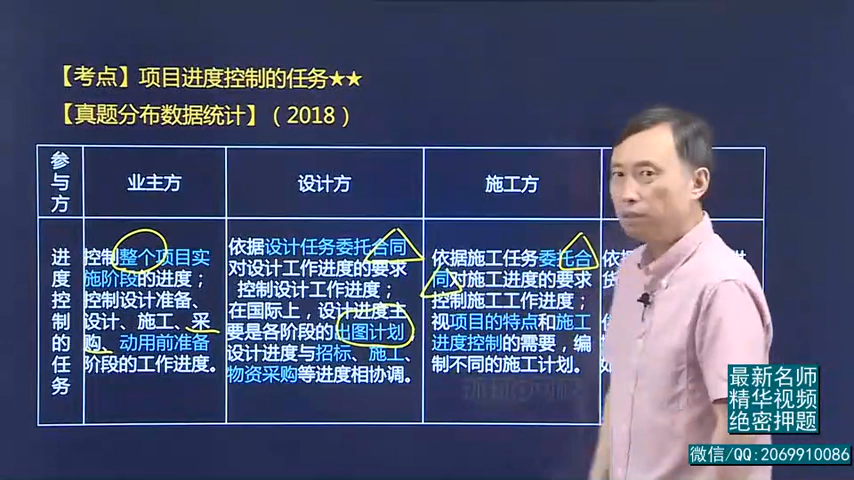 【考点】项目进度控制的任务★★
【真题分布数据统计】（2018）
参与方
业主方
设计方
施工方
进度控制的任务
控制整个项目实
施阶段的进度；
控制设计准备、
设计、施工、采
购、动用前准备
阶段的工作进度。
依据设计任务委托合同
对设计工作进度的要求
控制设计工作进度；
在国际上，设计进度主
要是各阶段的出图计划
设计进度与招标、施工、
物资采购等进度相协调。
依据施工任务委托合
同对施工进度的要求
控制施工工作进度；
视项目的特点和施工
进度控制的需要，编
制不同的施工计划。
最新名师
精华视频
绝密押题
微信/QQ:2069910086